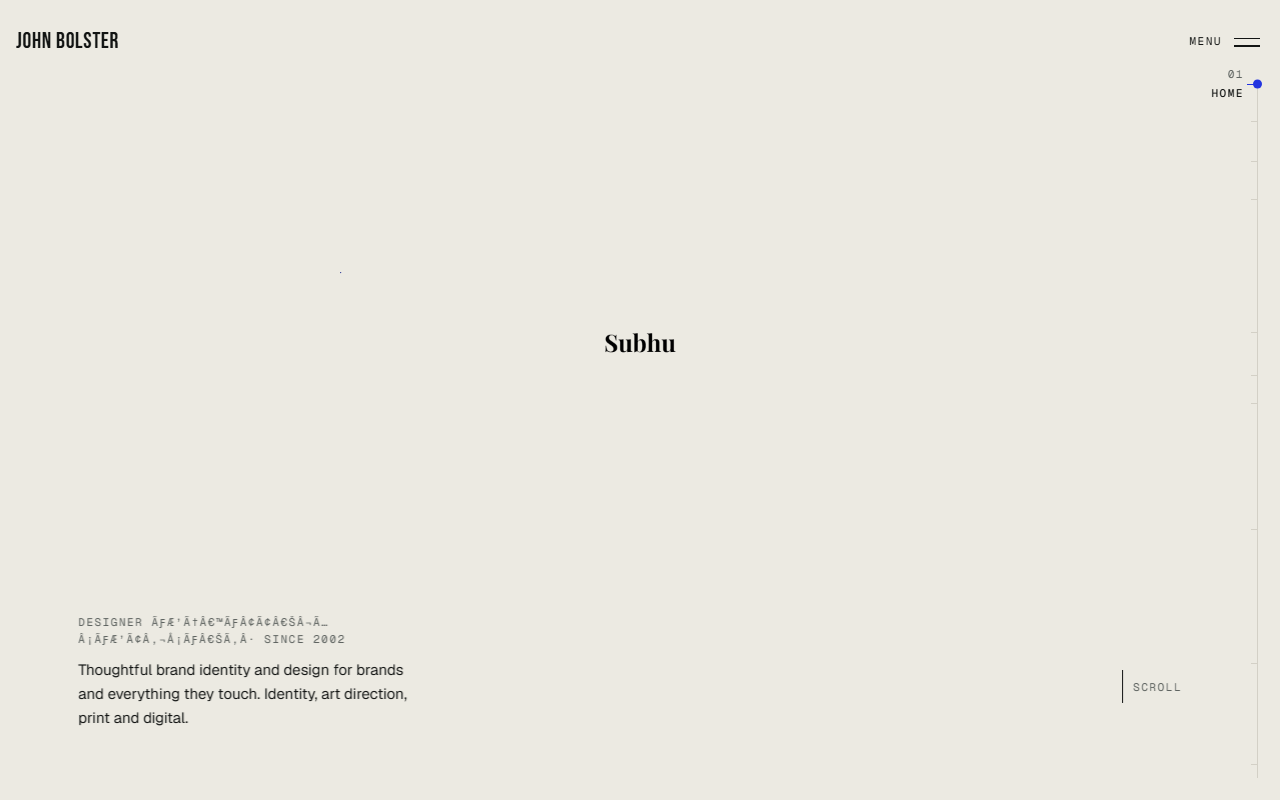 JOHN BOLSTER
MENU
01
HOME
Subhu
DESIGNER ÃƒÆ’Ã†Â€™ÃƒÂ¢Ã¢Â€ŠÂ¬Ã…
Â¡ÃƒÆ’Ã¢Â‚¬Å¡ÃƒÂ€ŠÃ‚Â· SINCE 2002
Thoughtful brand identity and design for brands
and everything they touch. Identity, art direction,
print and digital.
SCROLL